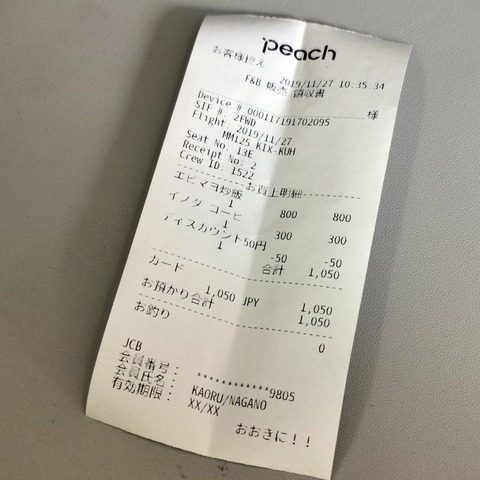 peach
お客様控え
2019/11/27 10:35:34
F&B 販売 領収書
様
Device # 000117191702095
SIF #: 2FWD
Flight: 2019/11/27
MM125 KIX-KUH
Seat No: 13E
Receipt No: 2
Crew ID: 1522
お買上明細
エビマヨ炒飯
1 800 800
イノダ コーヒ
1 300 300
ディスカウント50円
1 -50 -50
合計 1,050
カード
1,050 JPY 1,050
お預かり合計 1,050
お釣り
0
JCB
会員番号:
************9805
会員氏名:
KAORU/NAGANO
有効期限: XX/XX
おおきに!!